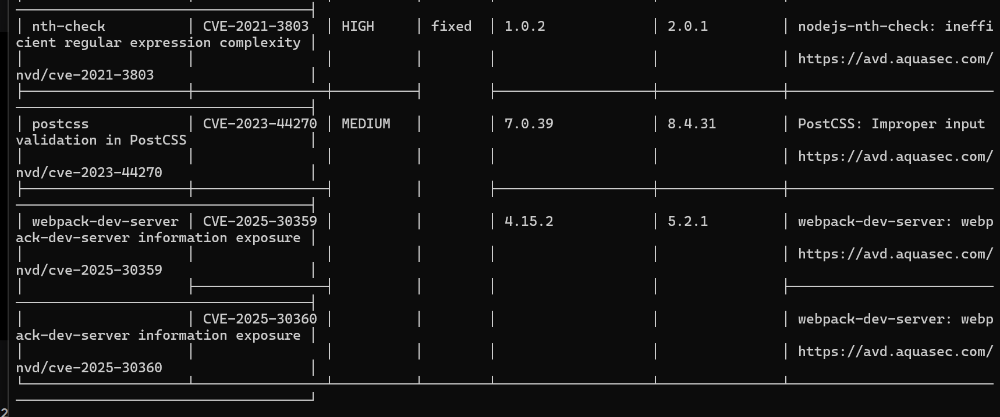 nth-check CVE-2021-3803 HIGH fixed 1.0.2 2.0.1 nodejs-nth-check: ineffi
cient regular expression complexity
https://avd.aquasec.com/
nvd/cve-2021-3803
postcss CVE-2023-44270 MEDIUM 7.0.39 8.4.31 PostCSS: Improper input
validation in PostCSS
https://avd.aquasec.com/
nvd/cve-2023-44270
webpack-dev-server CVE-2025-30359 4.15.2 5.2.1 webpack-dev-server: webp
ack-dev-server information exposure
https://avd.aquasec.com/
nvd/cve-2025-30359
CVE-2025-30360 webpack-dev-server: webp
ack-dev-server information exposure
https://avd.aquasec.com/
nvd/cve-2025-30360
2